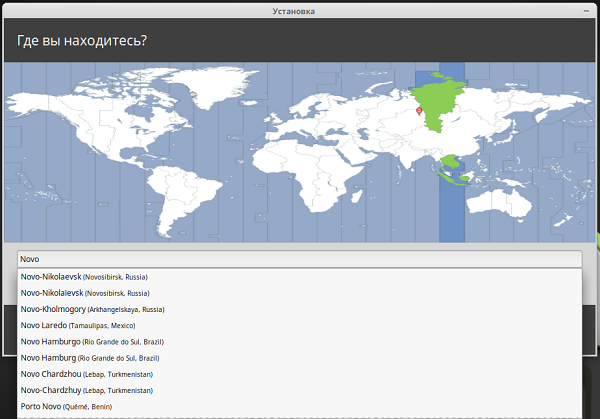 Установка
Где вы находитесь?
Novo
Novo-Nikolaevsk (Novosibirsk, Russia)
Novo-Nikolaïevsk (Novosibirsk, Russia)
Novo-Kholmogory (Arkhangelskaya, Russia)
Novo Laredo (Tamaulipas, Mexico)
Novo Hamburgo (Rio Grande do Sul, Brazil)
Novo Hamburg (Rio Grande do Sul, Brazil)
Novo Chardzhou (Lebap, Turkmenistan)
Novo-Chardzhuy (Lebap, Turkmenistan)
Porto Novo (Quémé, Benin)